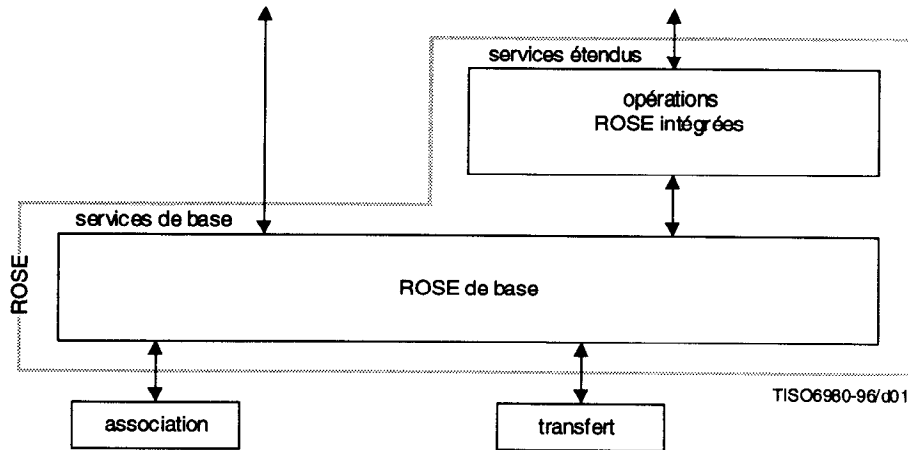 services étendus
opérations
ROSE intégrées
services de base
ROSE
ROSE de base
TISO6980-96/d01
association
transfert